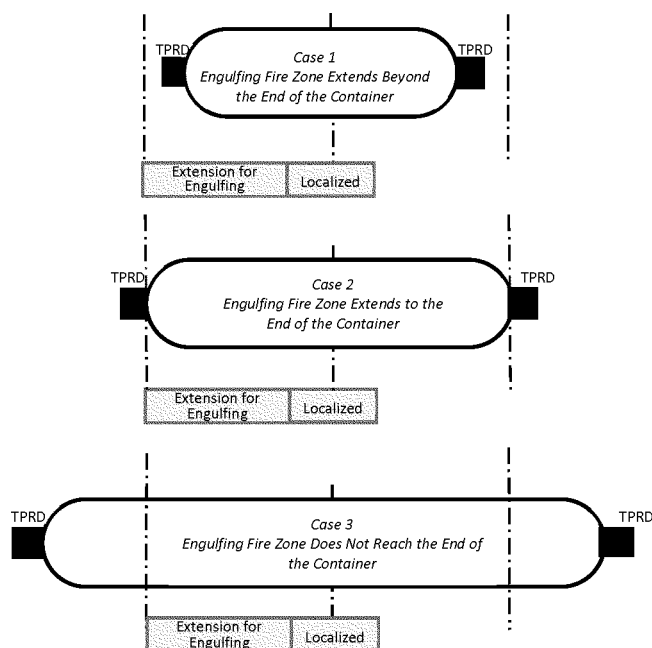 TPRD
TPRD
Case 1
Engulfing Fire Zone Extends Beyond
the End of the Container
Extension for
Engulfing
Localized
TPRD
TPRD
Case 2
Engulfing Fire Zone Extends to the
End of the Container
Extension for
Engulfing
Localized
TPRD
TPRD
Case 3
Engulfing Fire Zone Does Not Reach the End of
the Container
Extension for
Engulfing
Localized